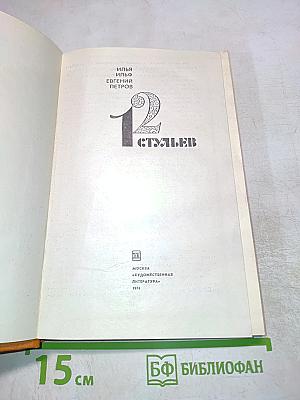 ИЛЬЯ
ИЛЬФ
ЕВГЕНИЙ
ПЕТРОВ
12
СТУЛЬЕВ
МОСКВА
«ХУДОЖЕСТВЕННАЯ
ЛИТЕРАТУРА»
15 см
БФ БИБЛИОФАН